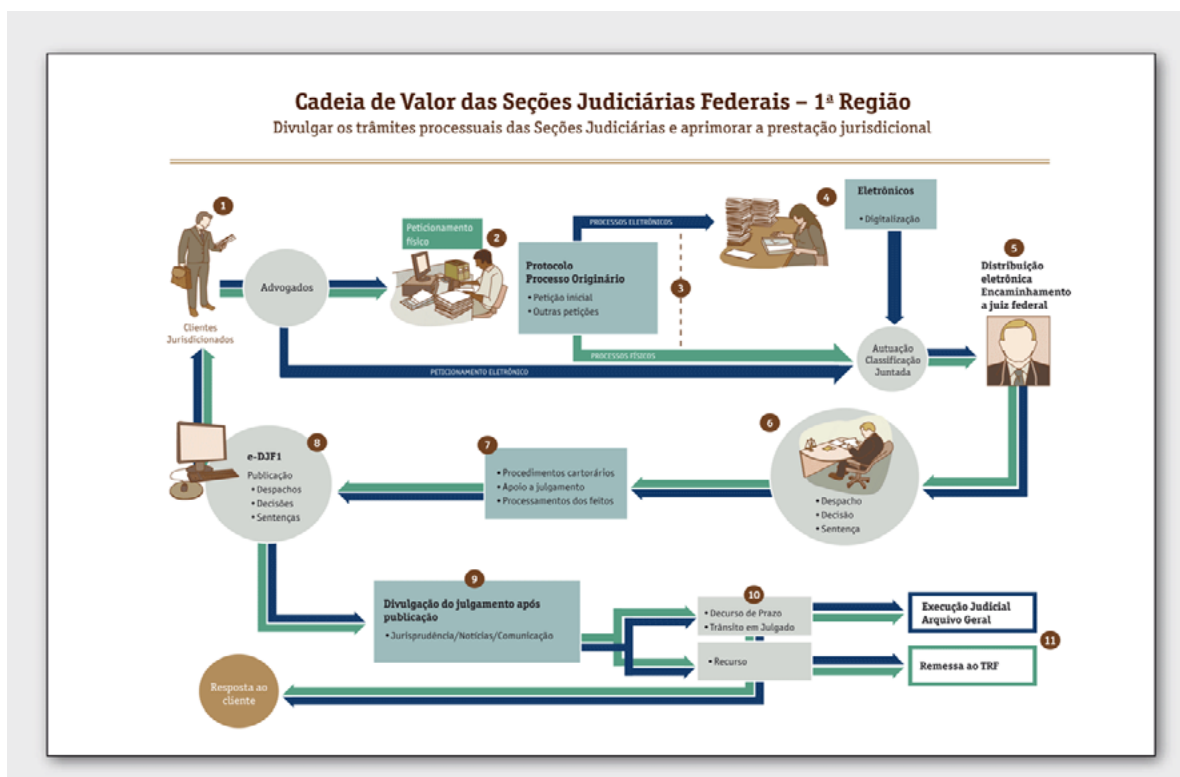 Cadeia de Valor das Seções Judiciárias Federais – 1ª Região
Divulgar os trâmites processuais das Seções Judiciárias e aprimorar a prestação jurisdicional
1
Clientes
Jurisdicionados
Advogados
Peticionamento
físico
2
Protocolo
Processo Originário
• Petição inicial
• Outras petições
PROCESSOS ELETRÔNICOS
3
PROCESSOS FÍSICOS
PETICIONAMENTO ELETRÔNICO
4
Eletrônicos
• Digitalização
Autuação
Classificação
Juntada
5
Distribuição
eletrônica
Encaminhamento
a juiz federal
6
• Despacho
• Decisão
• Sentença
7
• Procedimentos cartorários
• Apoio a julgamento
• Processamentos dos feitos
8
e-DJF1
Publicação
• Despachos
• Decisões
• Sentenças
9
Divulgação do julgamento após
publicação
• Jurisprudência/Notícias/Comunicação
10
• Decurso de Prazo
• Trânsito em Julgado
• Recurso
Execução Judicial
Arquivo Geral
11
Remessa ao TRF
Resposta ao
cliente